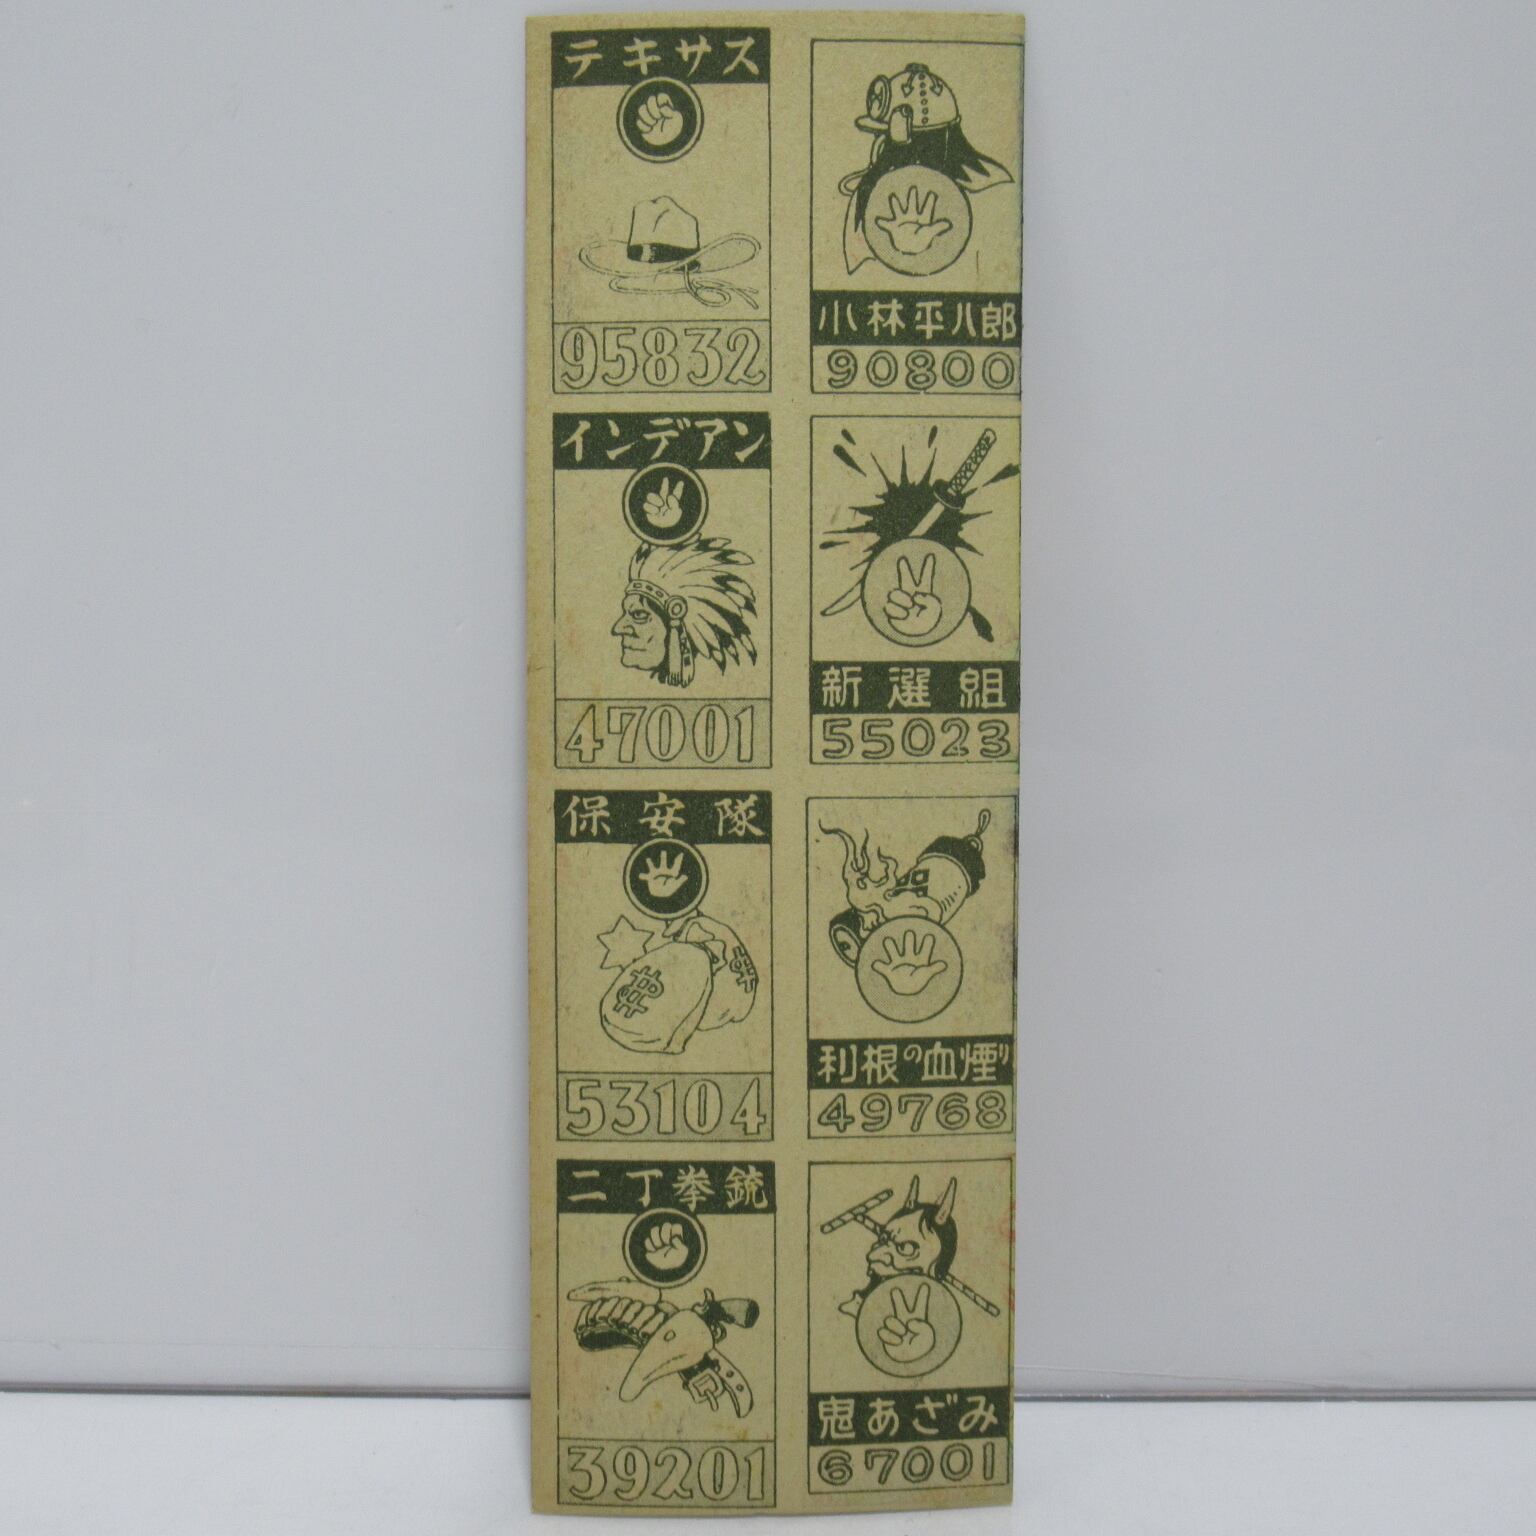 テキサス
95832
インデアン
47001
保安隊
53104
二丁拳銃
39201
小林平八郎
90800
新選組
55023
利根の血煙り
49768
鬼あざみ
67001